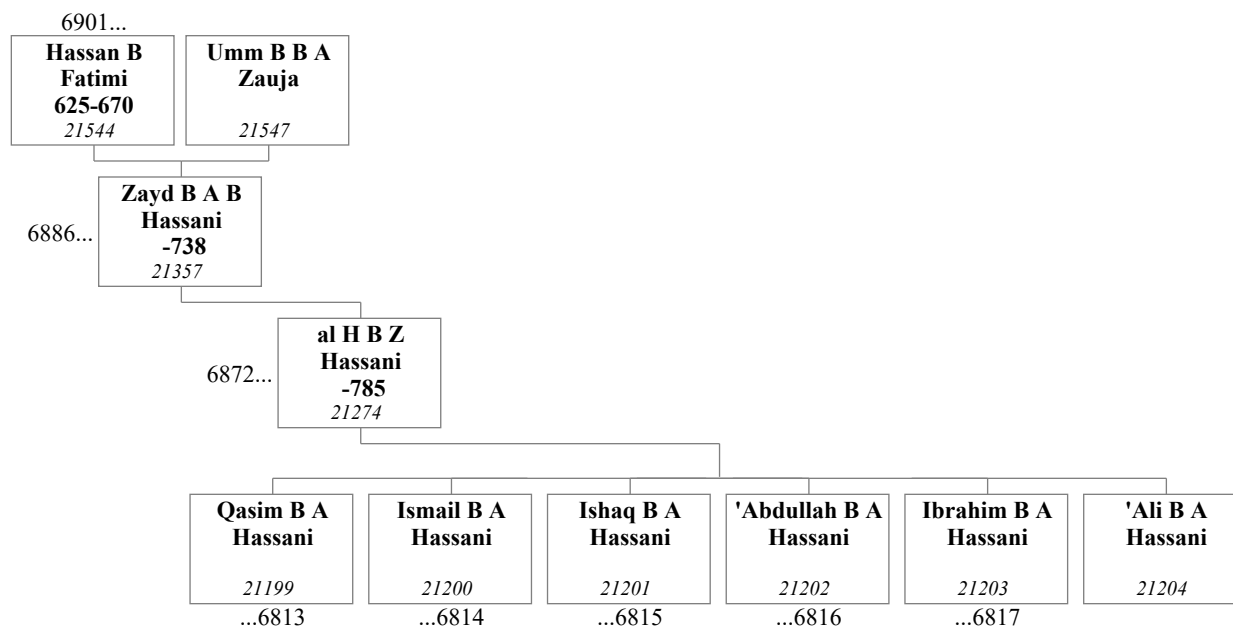 6901...
Hassan B
Fatimi
625-670
21544
Umm B B A
Zauja
21547
6886...
Zayd B A B
Hassani
-738
21357
6872...
al H B Z
Hassani
-785
21274
Qasim B A
Hassani
21199
...6813
Ismail B A
Hassani
21200
...6814
Ishaq B A
Hassani
21201
...6815
'Abdullah B A
Hassani
21202
...6816
Ibrahim B A
Hassani
21203
...6817
'Ali B A
Hassani
21204